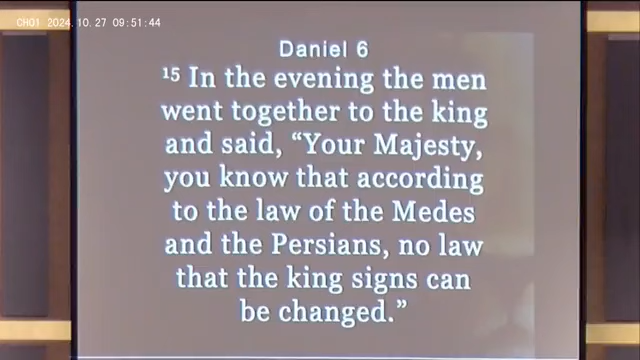 CH01 2024.10.27 09:51:44
Daniel 6
¹⁵ In the evening the men
went together to the king
and said, “Your Majesty,
you know that according
to the law of the Medes
and the Persians, no law
that the king signs can
be changed.”